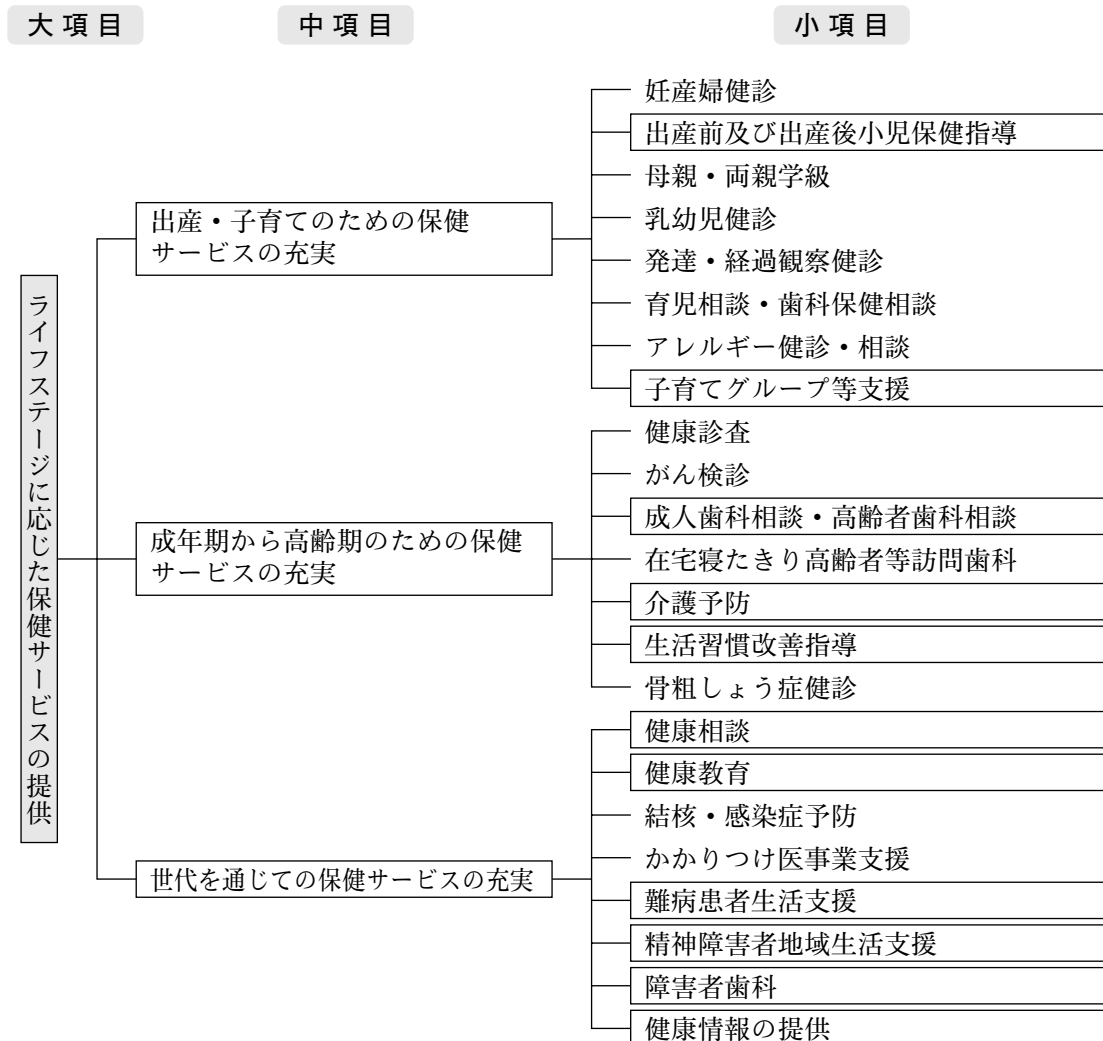 大項目
中項目
小項目
ライフステージに応じた保健サービスの提供
出産・子育てのための保健
サービスの充実
妊産婦健診
出産前及び出産後小児保健指導
母親・両親学級
乳幼児健診
発達・経過観察健診
育児相談・歯科保健相談
アレルギー健診・相談
子育てグループ等支援
成年期から高齢期のための保健
サービスの充実
健康診査
がん検診
成人歯科相談・高齢者歯科相談
在宅寝たきり高齢者等訪問歯科
介護予防
生活習慣改善指導
骨粗しょう症健診
世代を通じての保健サービスの充実
健康相談
健康教育
結核・感染症予防
かかりつけ医事業支援
難病患者生活支援
精神障害者地域生活支援
障害者歯科
健康情報の提供